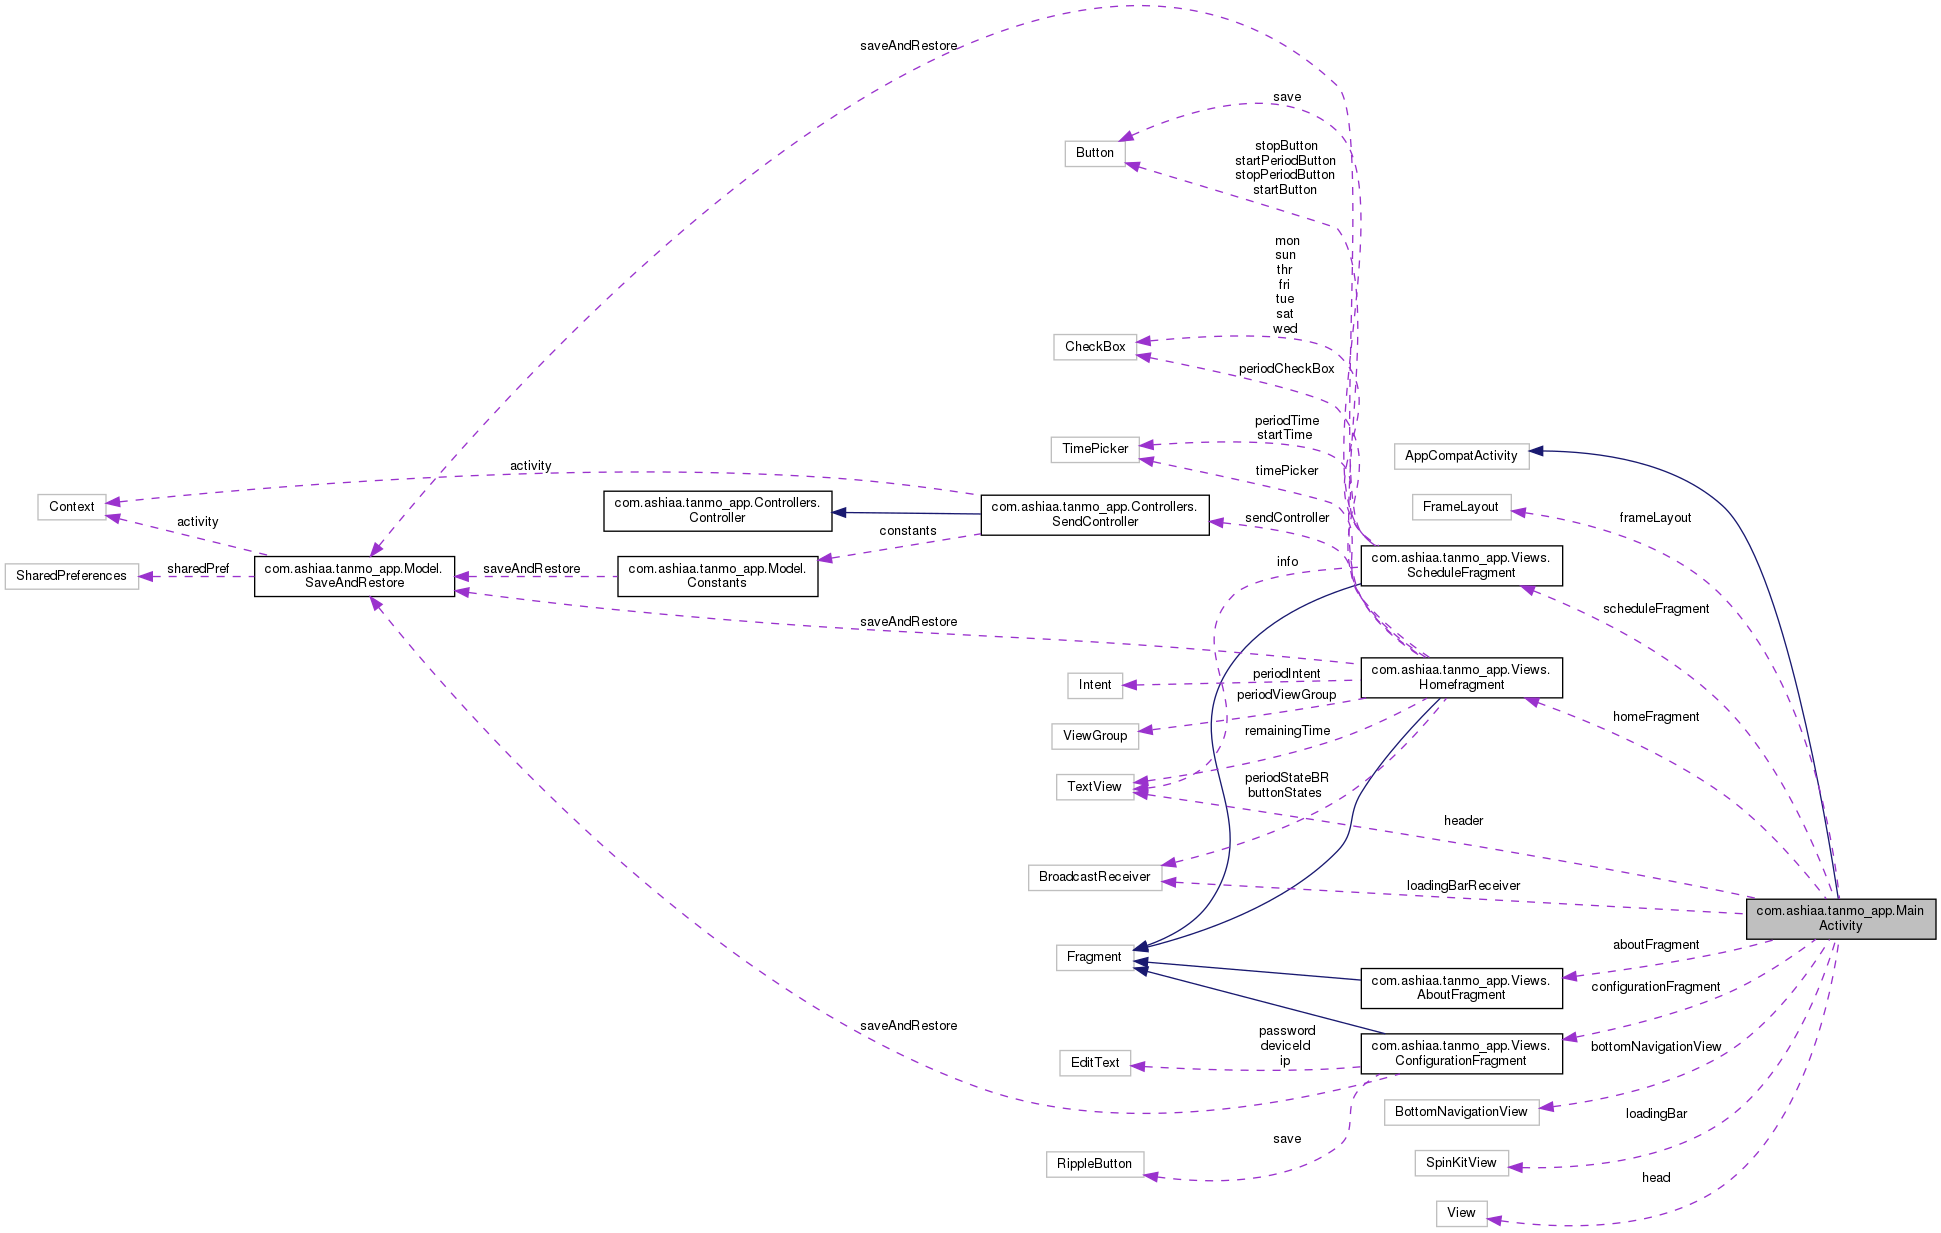 saveAndRestore
save
Button
stopButton
startPeriodButton
stopPeriodButton
startButton
mon
sun
thr
fri
tue
sat
wed
CheckBox
periodCheckBox
periodTime
startTime
TimePicker
timePicker
AppCompatActivity
activity
Context
activity
com.ashiaa.tanmo_app.Controllers.
Controller
com.ashiaa.tanmo_app.Controllers.
SendController
sendController
constants
FrameLayout
frameLayout
SharedPreferences
sharedPref
com.ashiaa.tanmo_app.Model.
SaveAndRestore
saveAndRestore
com.ashiaa.tanmo_app.Model.
Constants
info
com.ashiaa.tanmo_app.Views.
ScheduleFragment
scheduleFragment
saveAndRestore
com.ashiaa.tanmo_app.Views.
Homefragment
Intent
periodIntent
periodViewGroup
ViewGroup
homeFragment
remainingTime
TextView
periodStateBR
buttonStates
header
BroadcastReceiver
loadingBarReceiver
com.ashiaa.tanmo_app.Main
Activity
Fragment
aboutFragment
com.ashiaa.tanmo_app.Views.
AboutFragment
configurationFragment
saveAndRestore
password
deviceId
ip
EditText
com.ashiaa.tanmo_app.Views.
ConfigurationFragment
bottomNavigationView
BottomNavigationView
save
RippleButton
loadingBar
SpinKitView
head
View